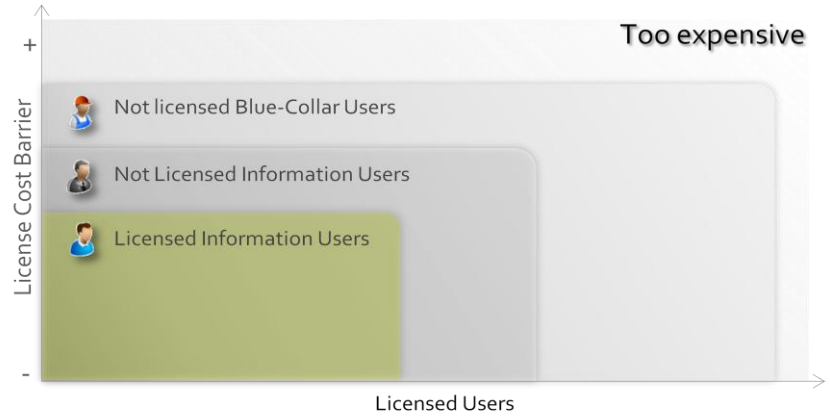 Too expensive
+
Not licensed Blue-Collar Users
Not Licensed Information Users
Licensed Information Users
License Cost Barrier
-
Licensed Users